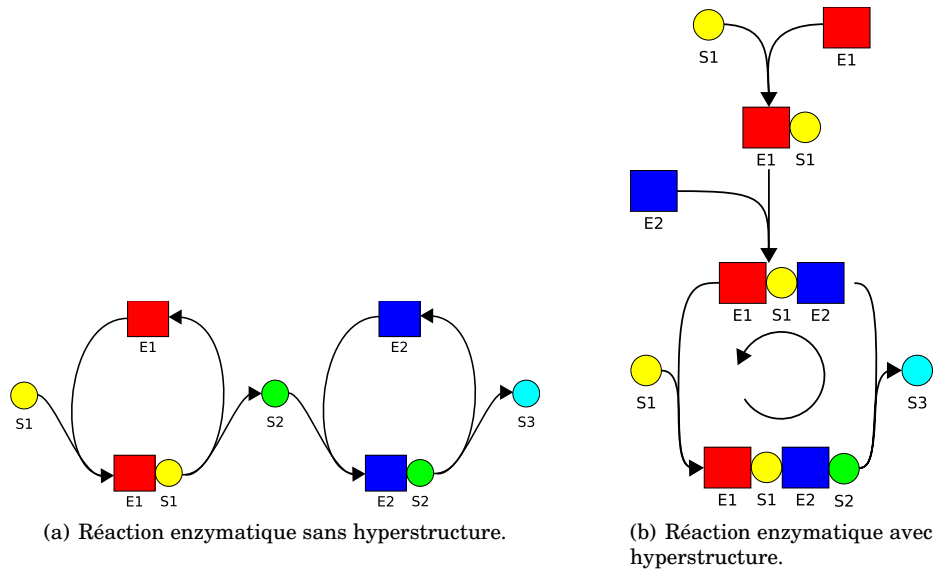 E1
S1
S2
E2
S3
E1 S1
E2 S2
(a) Réaction enzymatique sans hyperstructure.
S1
E1
E1 S1
E2
E1 S1 E2
S1
S3
E1 S1 E2 S2
(b) Réaction enzymatique avec
hyperstructure.